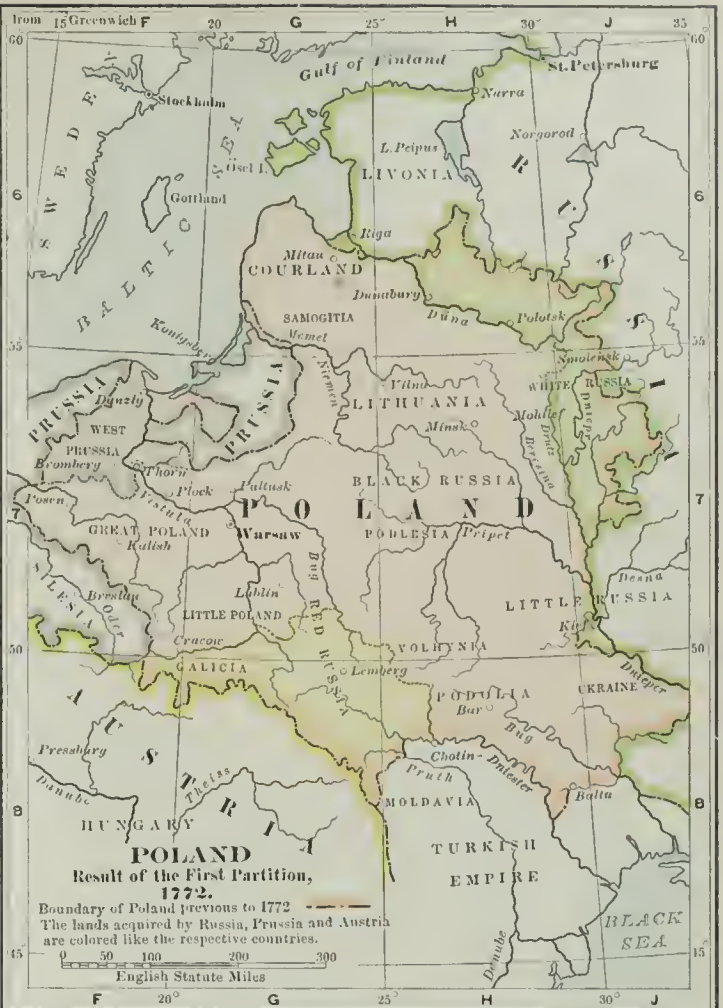 from 15°Greenwich F 20° G 25° H 30° J 35
60 60
Gulf of Finland
St.Petersburg
SWEDEN
Stockholm
Narva
Novgorod
L.Peipus
Ösel I.
LIVONIA
RUSSIA
BALTIC SEA
Gottland
6 6
Riga
Mitau
COURLAND
Dunaburg
Düna
Polotsk
SAMOGITIA
Memel
Konigsberg
55 35
Smolensk
Niemen
Vilna
WHITE RUSSIA
LITHUANIA
Mohilef
Drutz
Dnieper
Minsk
Beresina
PRUSSIA
PRUSSIA
Danzig
WEST
PRUSSIA
Bromberg
Thorn
Posen
Plock
Pultusk
BLACK RUSSIA
7 7
Vistula
POLAND
GREAT POLAND
Warsaw
PODLESIA
Pripet
Kalish
Bug
Desna
SILESIA
Breslau
Oder
Lublin
RED RUSSIA
LITTLE POLAND
LITTLE RUSSIA
Kief
Cracow
VOLHYNIA
50 50
GALICIA
Lemberg
Dnieper
PODOLIA
UKRAINE
Bar
Bug
AUSTRIA
Pressburg
Chotin
Dniester
Pruth
Theiss
Danube
MOLDAVIA
Balta
8 8
HUNGARY
TURKISH
EMPIRE
POLAND
Result of the First Partition,
1772.
Boundary of Poland previous to 1772
The lands acquired by Russia, Prussia and Austria
are colored like the respective countries.
BLACK
SEA
Danube
45 45
0 50 100 200 300
English Statute Miles
F 20° G 25° H 30° J